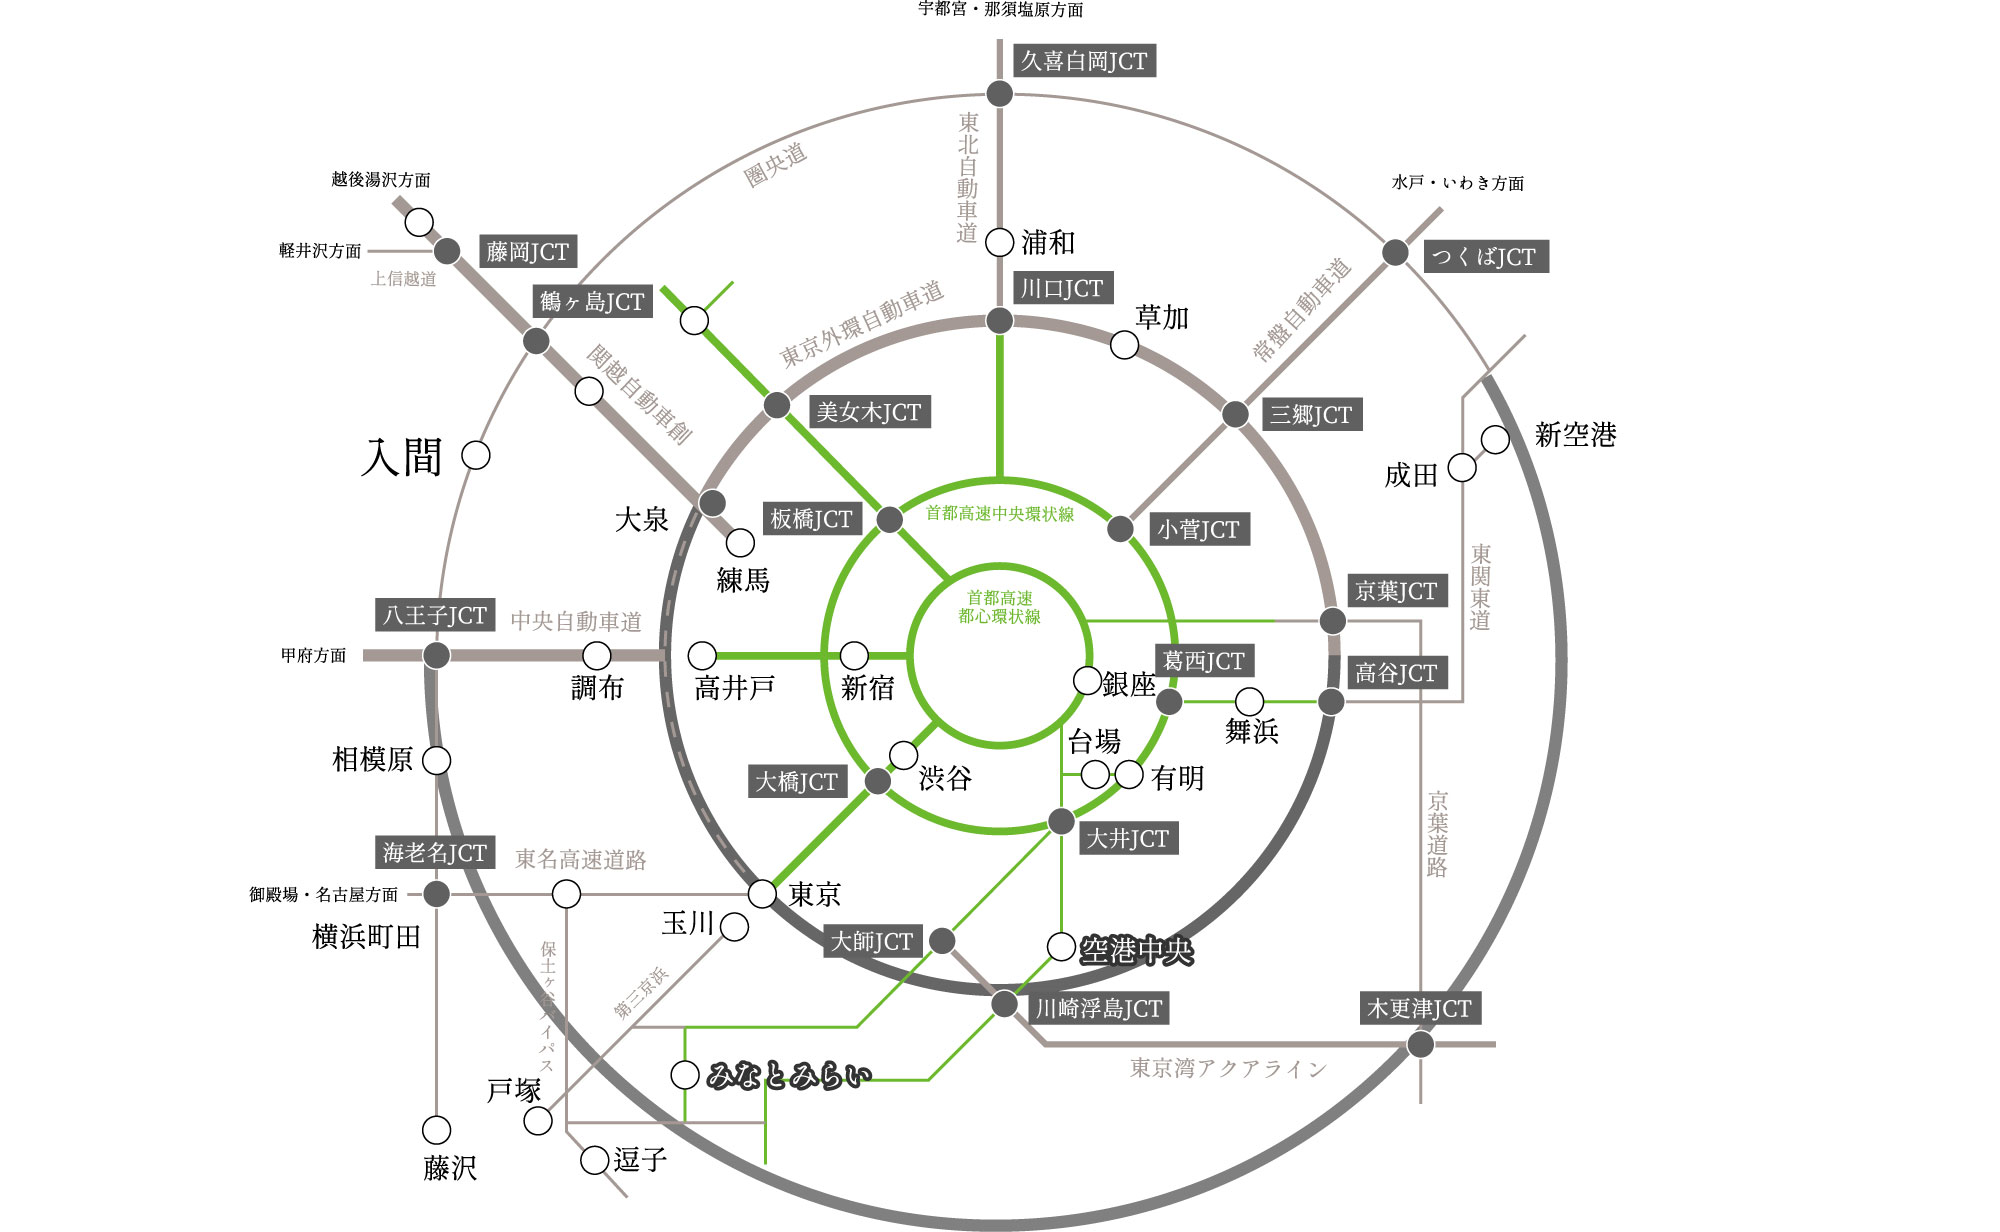 宇都宮・那須塩原方面
久喜白岡JCT
東北自動車道
圏央道
越後湯沢方面
水戸・いわき方面
軽井沢方面
藤岡JCT
上信越道
浦和
つくばJCT
鶴ヶ島JCT
川口JCT
草加
常盤自動車道
東京外環自動車道
関越自動車創
美女木JCT
三郷JCT
新空港
入間
成田
大泉
板橋JCT
首都高速中央環状線
小菅JCT
練馬
東関東道
京葉JCT
首都高速
都心環状線
八王子JCT
中央自動車道
甲府方面
調布
高井戸
新宿
銀座
葛西JCT
高谷JCT
相模原
台場
舞浜
大橋JCT
渋谷
有明
大井JCT
京葉道路
海老名JCT
東名高速道路
御殿場・名古屋方面
東京
横浜町田
玉川
大師JCT
空港中央
保土ヶ谷バイパス
第三京浜
川崎浮島JCT
木更津JCT
東京湾アクアライン
みなとみらい
戸塚
藤沢
逗子